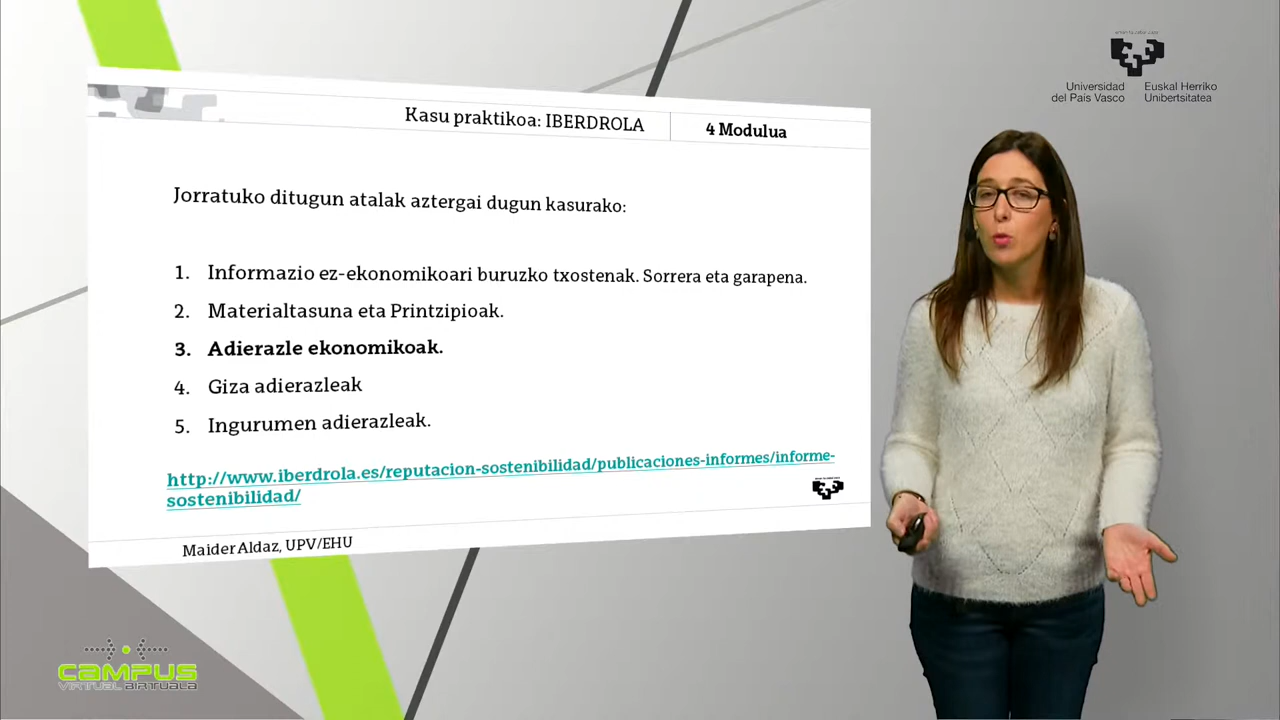 Universidad
del País Vasco
Euskal Herriko
Unibertsitatea
Kasu praktikoa: IBERDROLA
4 Modulua
Jorratuko ditugun atalak aztergai dugun kasurako:
1. Informazio ez-ekonomikoari buruzko txostenak. Sorrera eta garapena.
2. Materialtasuna eta Printzipioak.
3. Adierazle ekonomikoak.
4. Giza adierazleak
5. Ingurumen adierazleak.
http://www.iberdrola.es/reputacion-sostenibilidad/publicaciones-informes/informe-
sostenibilidad/
Maider Aldaz, UPV/EHU
CAMPUS
VIRTUAL BIRTUALA